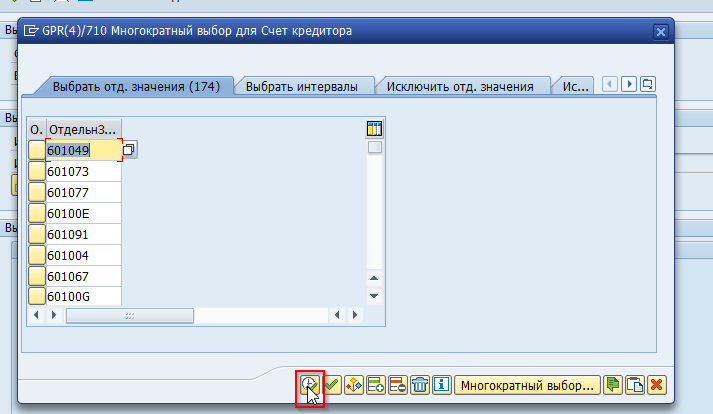 GPR(4)/710 Многократный выбор для Счет кредитора
Выбрать отд. значения (174) Выбрать интервалы Исключить отд. значения Ис...
О. ОтдельнЗ...
601049
601073
601077
60100E
601091
601004
601067
60100G
Многократный выбор...